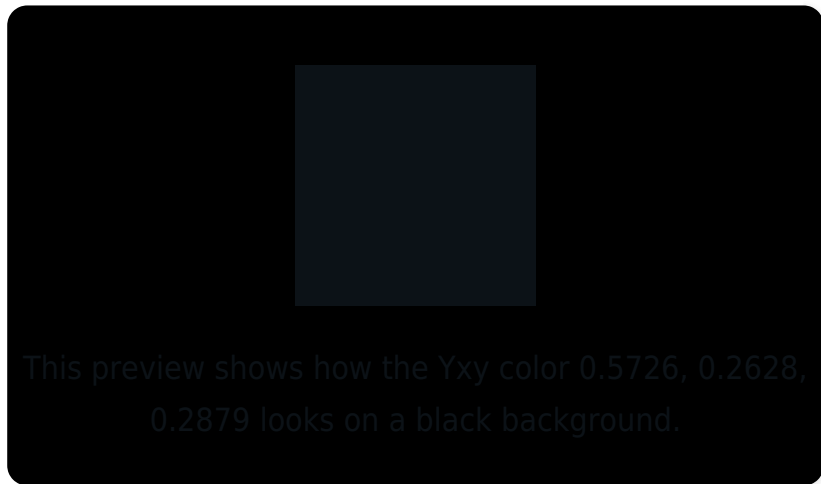 This preview shows how the Yxy color 0.5726, 0.2628,
0.2879 looks on a black background.